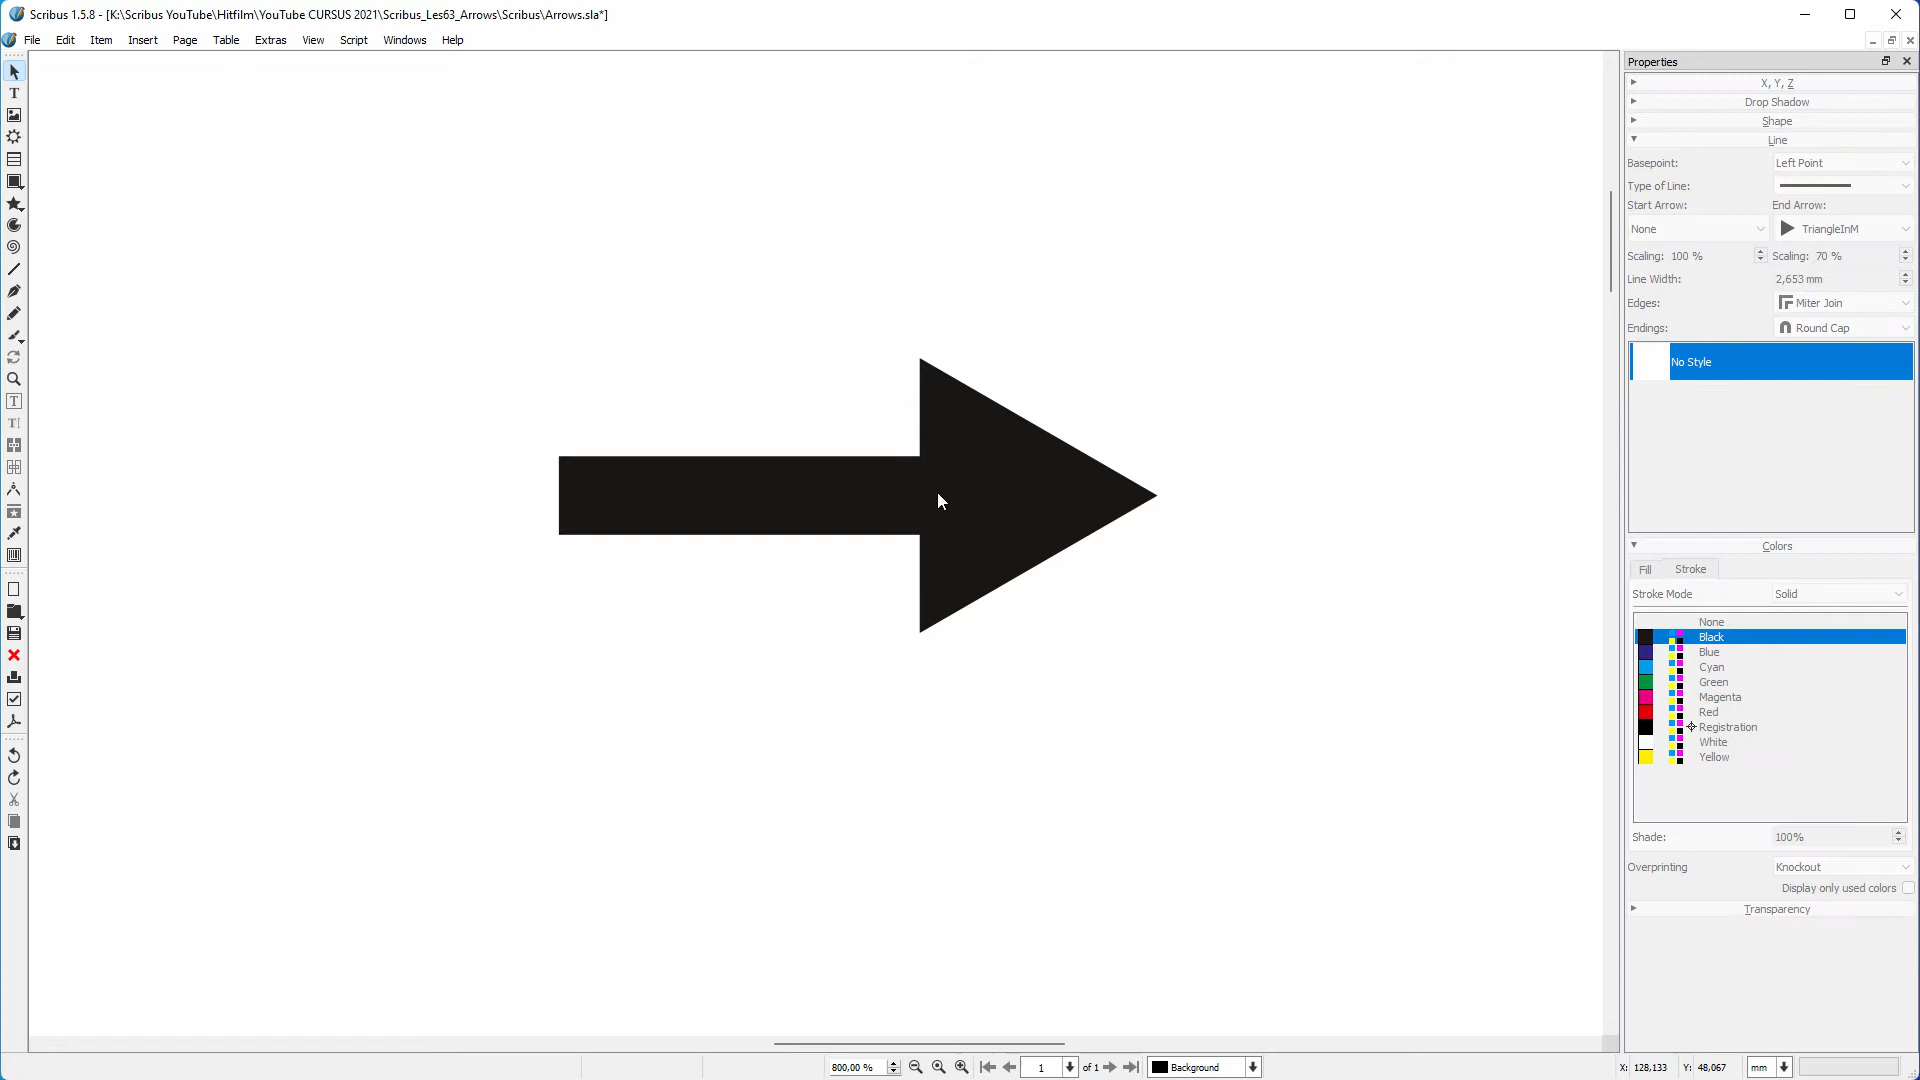 Scribus 1.5.8 - [K:\Scribus YouTube\Hitfilm\YouTube CURSUS 2021\Scribus_Les63_Arrows\Scribus\Arrows.sla*]
File Edit Item Insert Page Table Extras View Script Windows Help
Properties
X, Y, Z
Drop Shadow
Shape
Line
Basepoint: Left Point
Type of Line:
Start Arrow: End Arrow:
None TriangleInM
Scaling: 100 % Scaling: 70 %
Line Width: 2,653 mm
Edges: Miter Join
Endings: Round Cap
No Style
Colors
Fill Stroke
Stroke Mode Solid
None
Black
Blue
Cyan
Green
Magenta
Red
Registration
White
Yellow
Shade: 100%
Overprinting Knockout
Display only used colors
Transparency
800,00 % 1 of 1 Background X: 128,133 Y: 48,067 mm